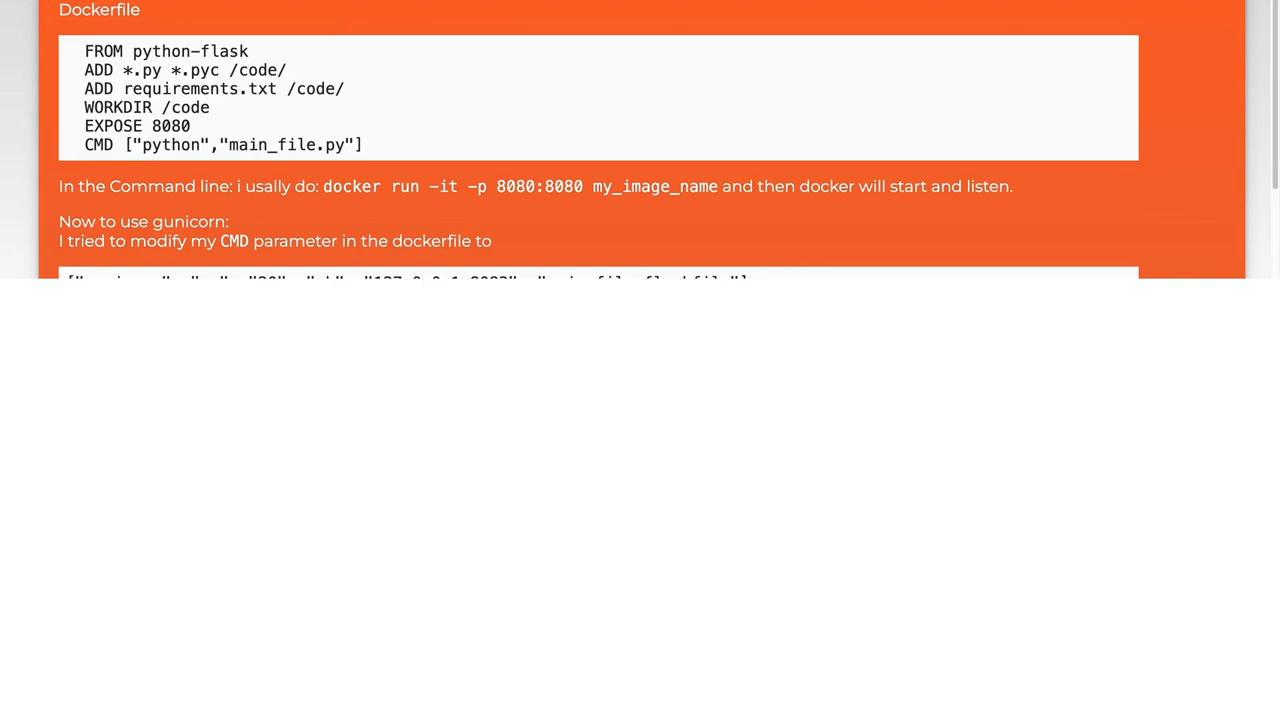 Dockerfile
FROM python-flask
ADD *.py *.pyc /code/
ADD requirements.txt /code/
WORKDIR /code
EXPOSE 8080
CMD ["python","main_file.py"]
In the Command line: i usally do: docker run -it -p 8080:8080 my_image_name and then docker will start and listen.
Now to use gunicorn:
I tried to modify my CMD parameter in the dockerfile to